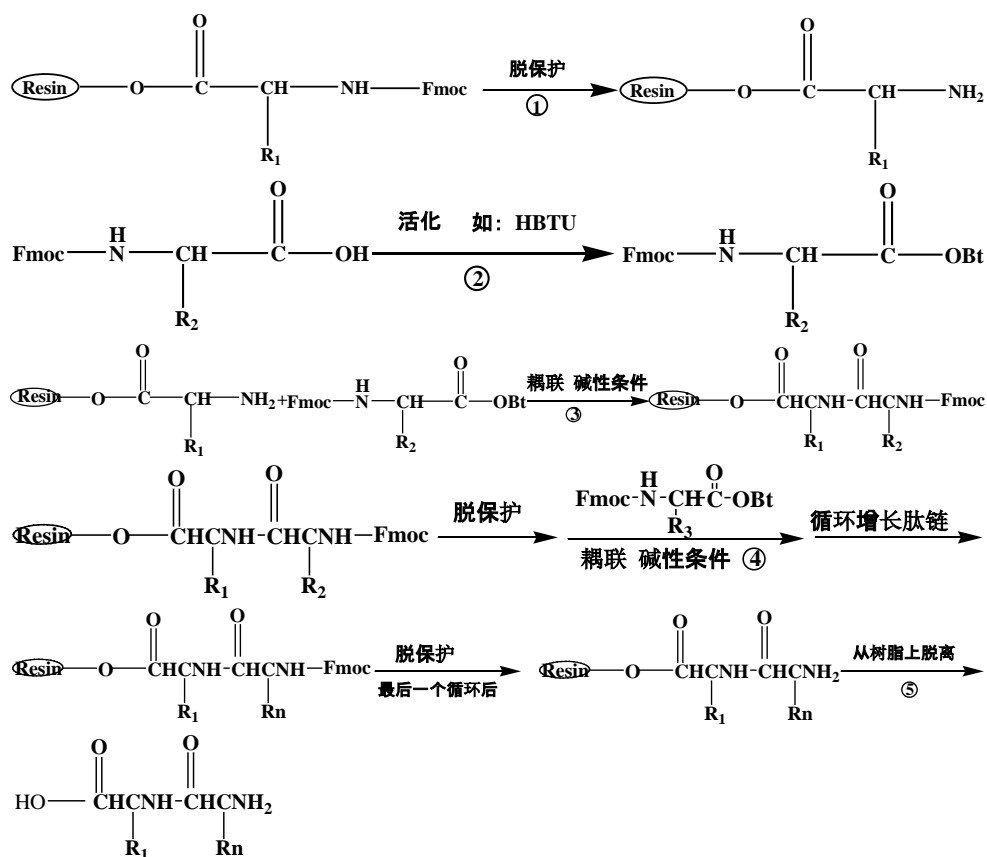 O O
Resin O C CH NH Fmoc 脱保护 ① Resin O C CH NH2
R1 R1
H O 活化 如：HBTU H O
Fmoc N CH C OH ② Fmoc N CH C OBt
R2 R2
O H O O O
Resin O C CH NH2+Fmoc N CH C OBt 耦联 碱性条件 ③ Resin O CHCNH CHCNH Fmoc
R1 R2 R1 R2
O O H O
Resin O CHCNH CHCNH Fmoc 脱保护 Fmoc-N-CH-C-OBt 循环增长肽链
R1 R2 R3
耦联 碱性条件 ④
O O O O
Resin O CHCNH CHCNH Fmoc 脱保护 Resin O CHCNH CHCNH2 从树脂上脱离
R1 Rn 最后一个循环后 R1 Rn ⑤
O O
HO CHCNH CHCNH2
R1 Rn